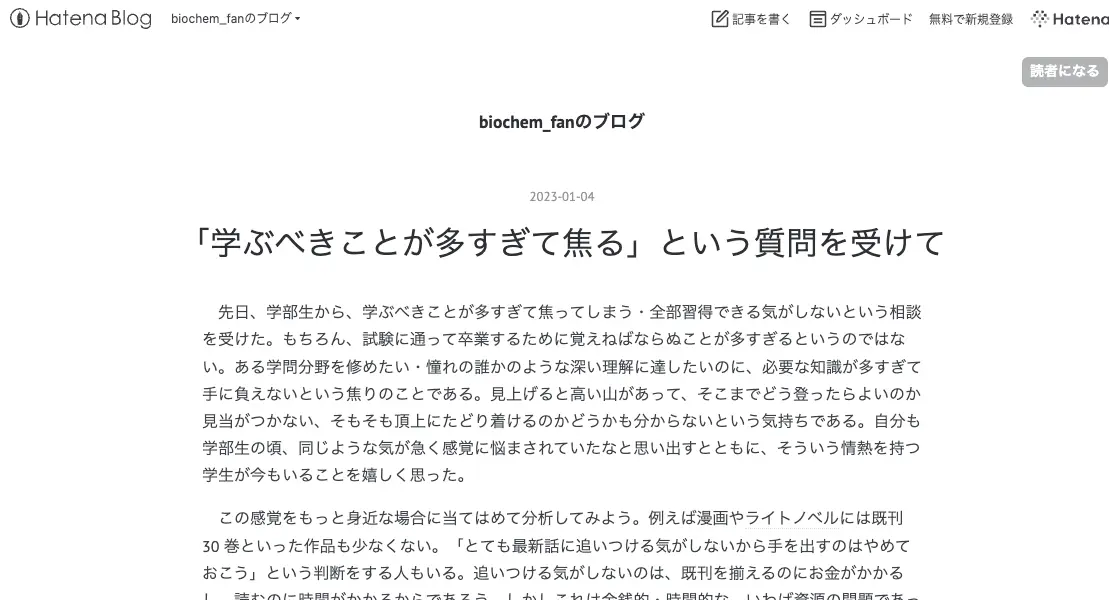 Hatena Blog
biochem_fanのブログ
記事を書く
ダッシュボード
無料で新規登録
Hatena
読者になる
biochem_fanのブログ
2023-01-04
「学ぶべきことが多すぎて焦る」という質問を受けて
先日、学部生から、学ぶべきことが多すぎて焦ってしまう・全部習得できる気がしないという相談
を受けた。もちろん、試験に通って卒業するために覚えねばならぬことが多すぎるというのではな
い。ある学問分野を修めたい・憧れの誰かのような深い理解に達したいのに、必要な知識が多すぎて
手に負えないという焦りのことである。見上げると高い山があって、そこまでどう登ったらよいのか
見当がつかない、そもそも頂上にたどり着けるのかどうかも分からないという気持ちである。自分も
学部生の頃、同じような気が急く感覚に悩まされていたなと思い出すとともに、そういう情熱を持つ
学生が今もいることを嬉しく思った。
この感覚をもっと身近な場合に当てはめて分析してみよう。例えば漫画やライトノベルには既刊
30 巻といった作品も少なくない。「とても最新話に追いつける気がしないから手を出すのはやめて
おこう」という判断をする人もいる。追いつける気がしないのは、既刊を揃えるのにお金がかかる
し、読むのに時間がかかるからであろう。しかしこれは金銭的・時間的な、いわば資源の問題であっ